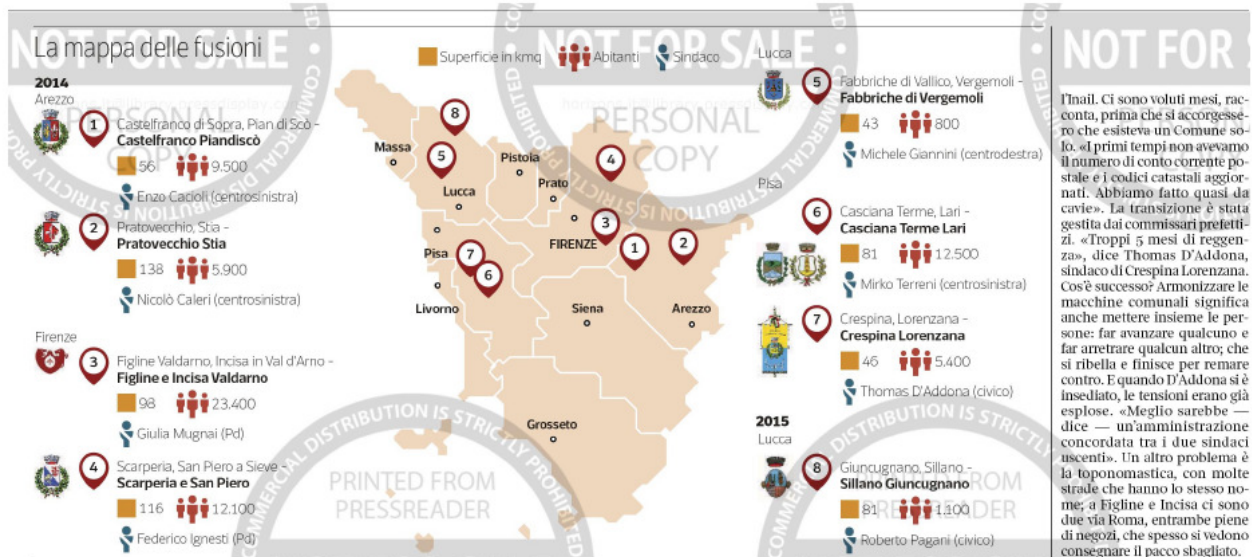 La mappa delle fusioni
Superficie in kmq
Abitanti
Sindaco
2014
Arezzo
1
Castelfranco di Sopra, Pian di Scò -
Castelfranco Piandiscò
56
9.500
Enzo Cacioli (centrosinistra)
2
Pratovecchio, Stia -
Pratovecchio Stia
138
5.900
Nicolò Caleri (centrosinistra)
Firenze
3
Figline Valdarno, Incisa in Val d'Arno -
Figline e Incisa Valdarno
98
23.400
Giulia Mugnai (Pd)
4
Scarperia, San Piero a Sieve -
Scarperia e San Piero
116
12.100
Federico Ignesti (Pd)
8
Massa
5
Pistoia
4
Lucca
Prato
3
FIRENZE
1
2
Pisa
7
6
Livorno
Siena
Arezzo
Grosseto
Lucca
5
Fabbriche di Vallico, Vergemoli -
Fabbriche di Vergemoli
43
800
Michele Giannini (centrodestra)
Pisa
6
Casciana Terme, Lari -
Casciana Terme Lari
81
12.500
Mirko Terreni (centrosinistra)
7
Crespina, Lorenzana -
Crespina Lorenzana
46
5.400
Thomas D'Addona (civico)
2015
Lucca
8
Giuncugnano, Sillano -
Sillano Giuncugnano
81
1.100
Roberto Pagani (civico)
l'Inail. Ci sono voluti mesi, rac-
conta, prima che si accorgesse-
ro che esisteva un Comune so-
lo. «I primi tempi non avevamo
il numero di conto corrente po-
stale e i codici catastali aggior-
nati. Abbiamo fatto quasi da
cavie». La transizione è stata
gestita dai commissari prefetti-
zi. «Troppi 5 mesi di reggen-
za», dice Thomas D'Addona,
sindaco di Crespina Lorenzana.
Cos'è successo? Armonizzare le
macchine comunali significa
anche mettere insieme le per-
sone: far avanzare qualcuno e
far arretrare qualcun altro; che
si ribella e finisce per remare
contro. E quando D'Addona si è
insediato, le tensioni erano già
esplose. «Meglio sarebbe —
dice — un'amministrazione
concordata tra i due sindaci
uscenti». Un altro problema è
la toponomastica, con molte
strade che hanno lo stesso no-
me; a Figline e Incisa ci sono
due via Roma, entrambe piene
di negozi, che spesso si vedono
consegnare il pacco sbagliato.
NOT FOR SALE
NOT FOR SALE
NOT FOR
PERSONAL
COPY
PRINTED FROM
PRESSREADER